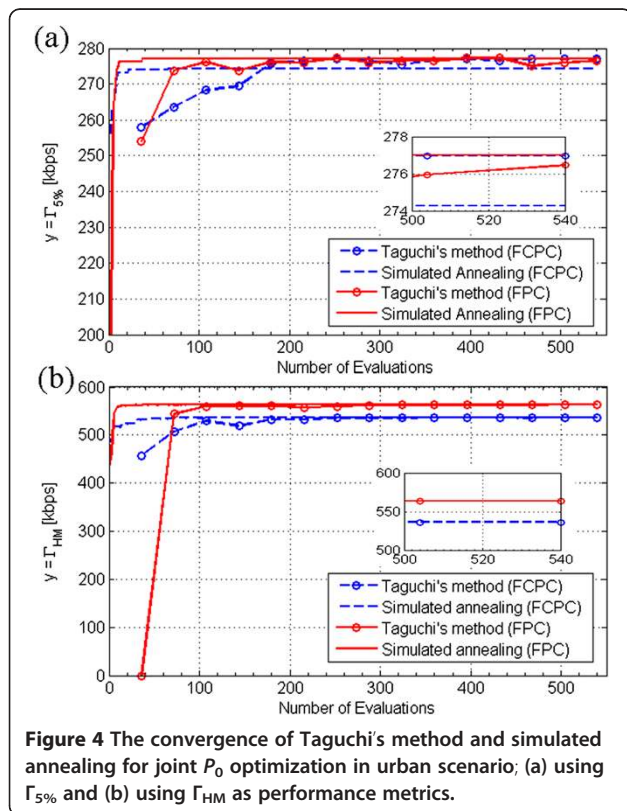 (a)
280
270
260
250
240
230
220
210
200
y = Γ5% [kbps]
278
276
274
500 520 540
Taguchi's method (FCPC)
Simulated Annealing (FCPC)
Taguchi's method (FPC)
Simulated Annealing (FPC)
0 100 200 300 400 500
Number of Evaluations
(b)
600
500
400
300
200
100
0
y = ΓHM [kbps]
600
550
500
500 520 540
Taguchi's method (FCPC)
Simulated annealing (FCPC)
Taguchi's method (FPC)
Simulated annealing (FPC)
0 100 200 300 400 500
Number of Evaluations
Figure 4 The convergence of Taguchi's method and simulated
annealing for joint P0 optimization in urban scenario; (a) using
Γ5% and (b) using ΓHM as performance metrics.